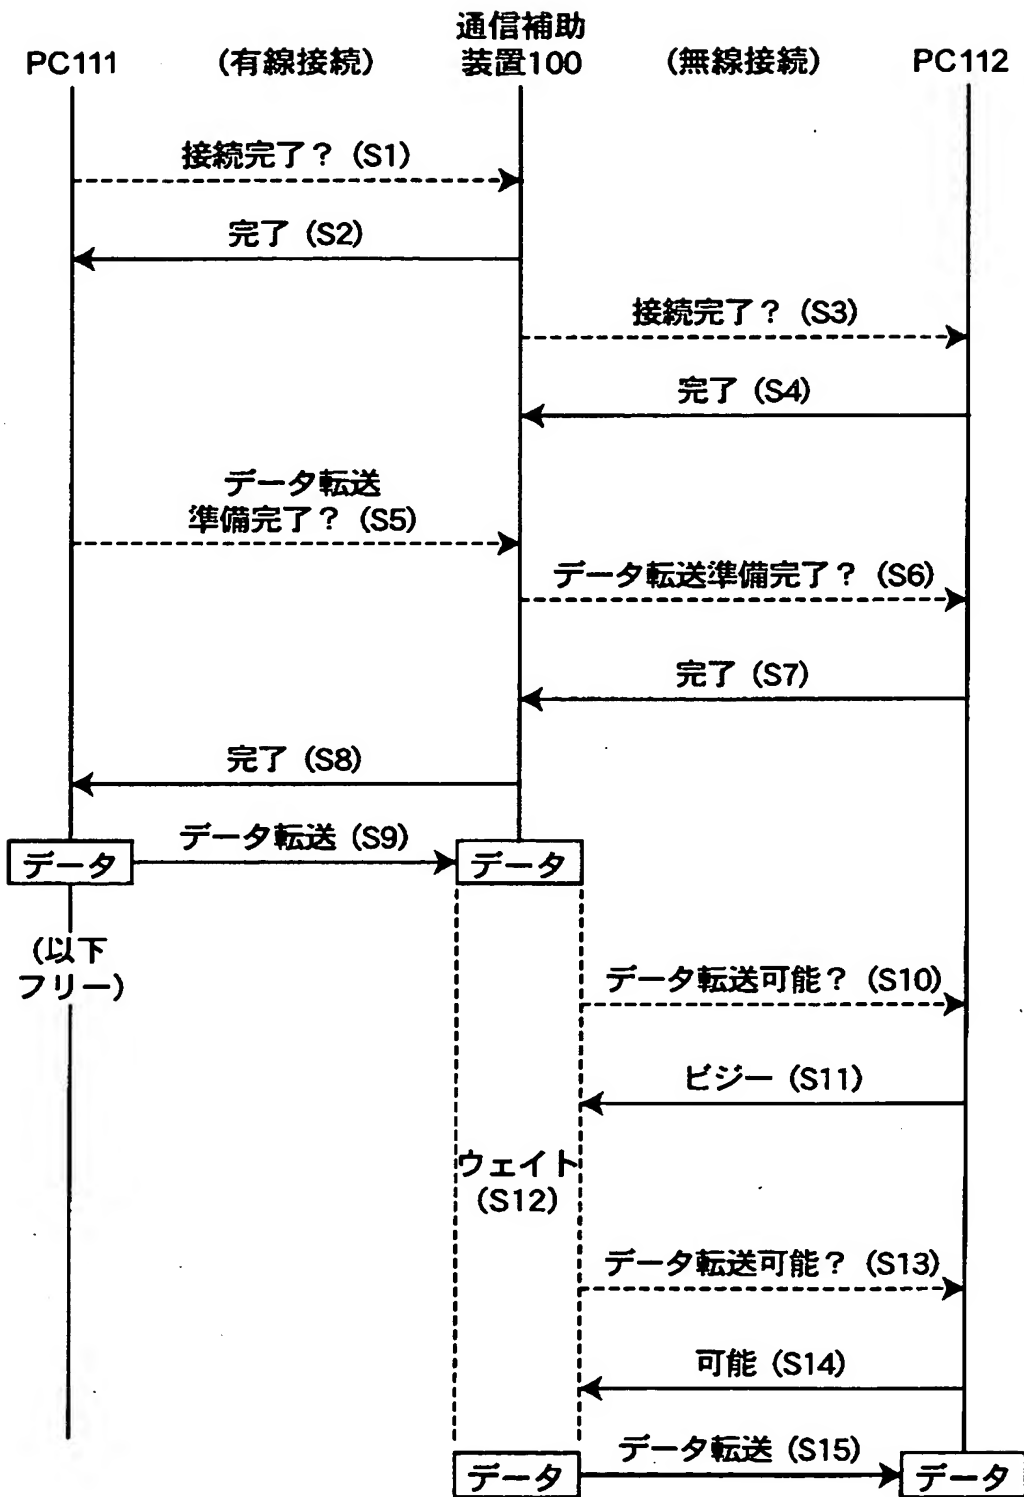 PC111
(有線接続)
通信補助
装置100
(無線接続)
PC112
接続完了？ (S1)
完了 (S2)
接続完了？ (S3)
完了 (S4)
データ転送
準備完了？ (S5)
データ転送準備完了？ (S6)
完了 (S7)
完了 (S8)
データ
データ転送 (S9)
データ
(以下
フリー)
データ転送可能？ (S10)
ビジー (S11)
ウェイト
(S12)
データ転送可能？ (S13)
可能 (S14)
データ
データ転送 (S15)
データ